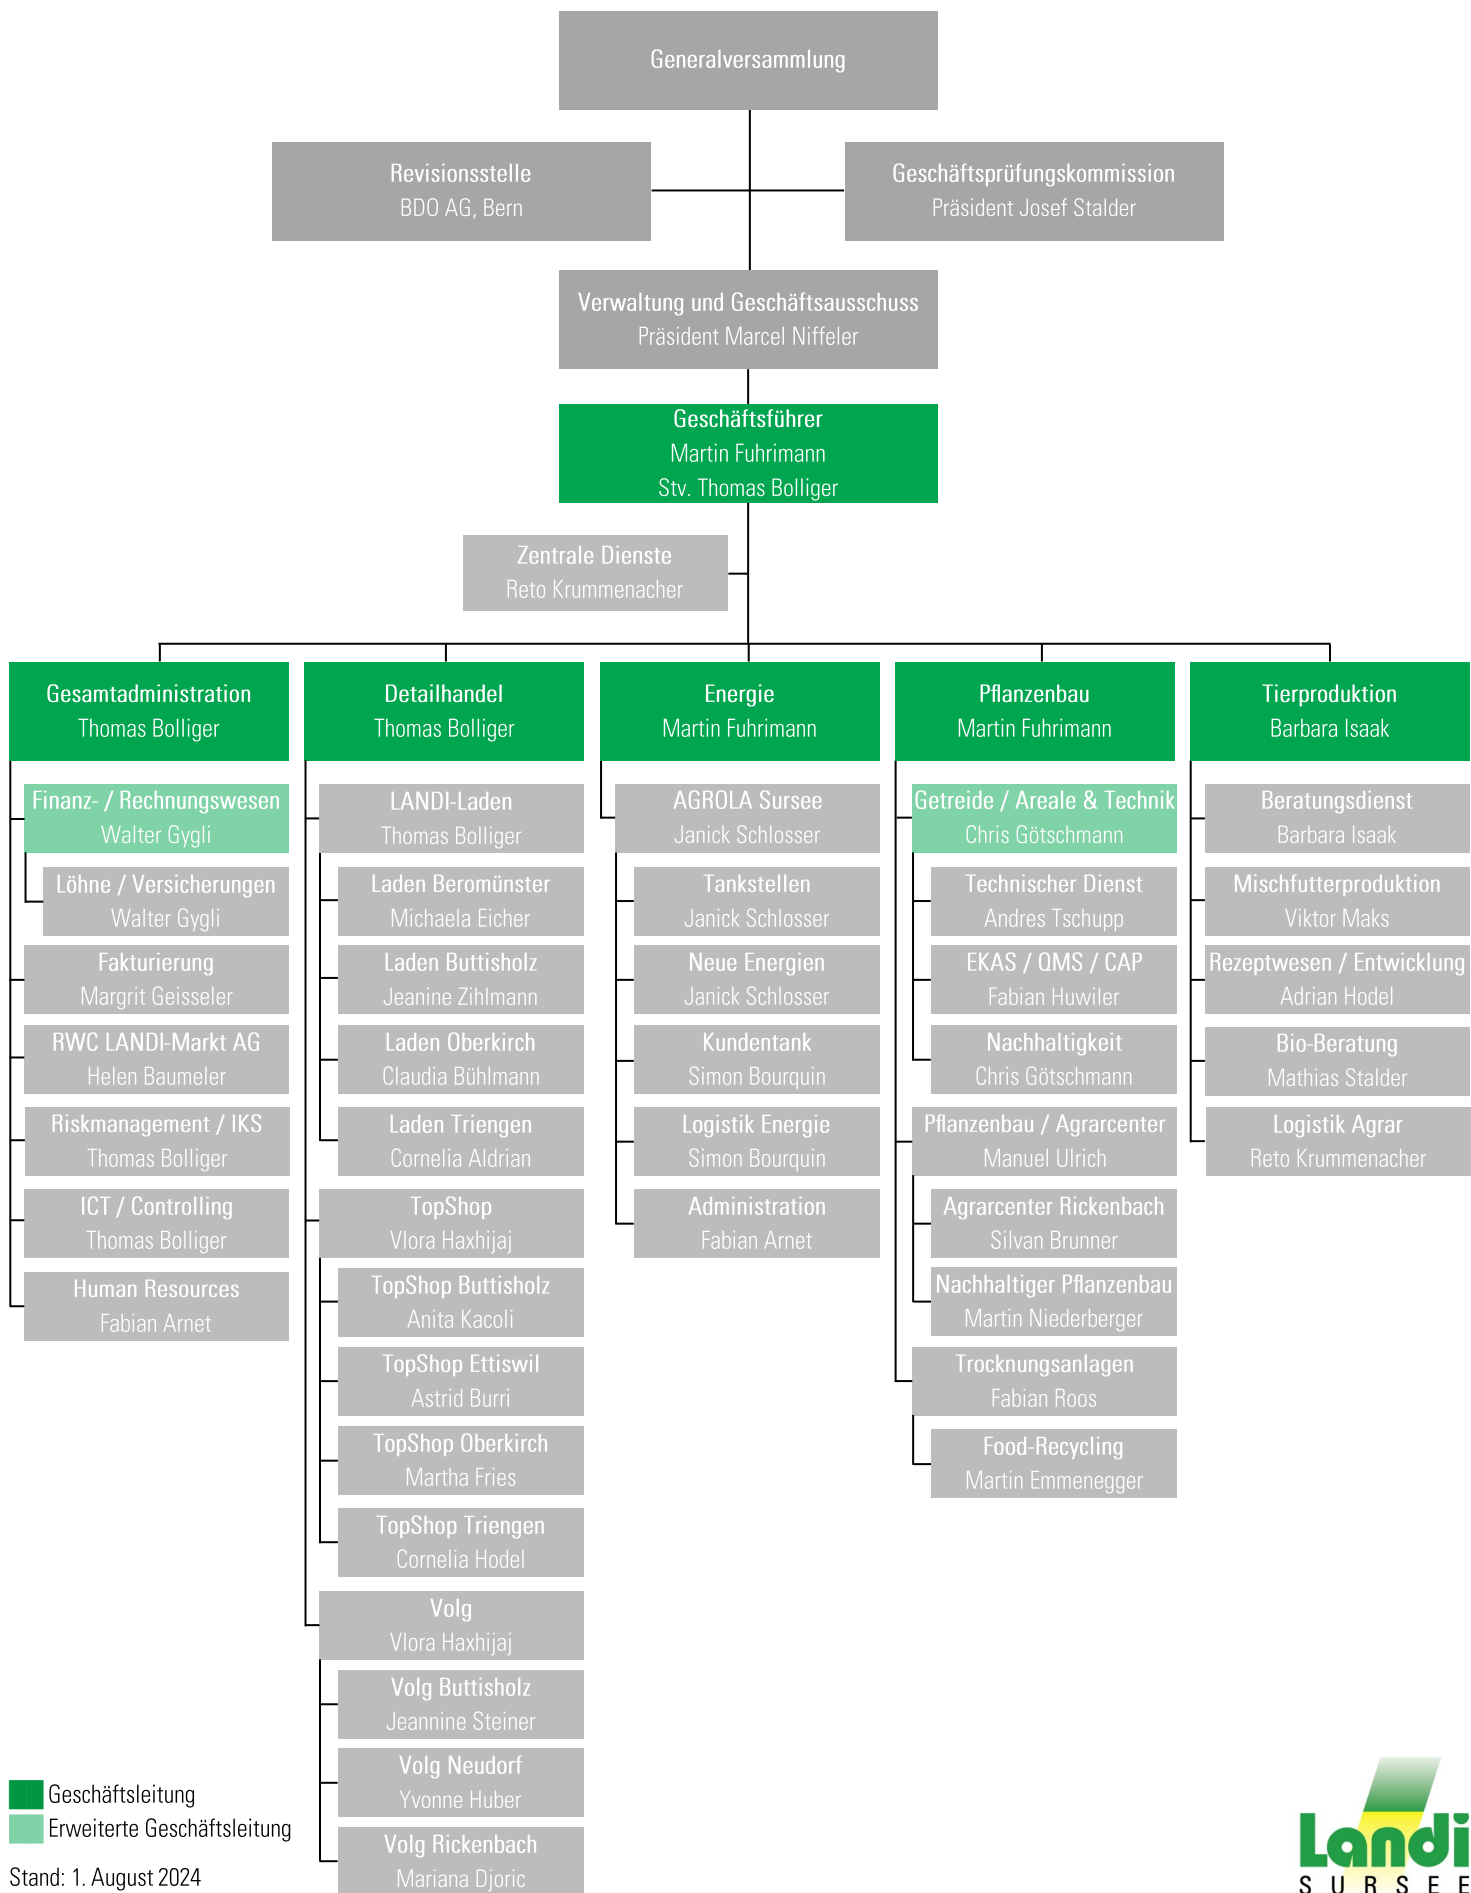 Generalversammlung
Revisionsstelle
BDO AG, Bern
Geschäftsprüfungskommission
Präsident Josef Stalder
Verwaltung und Geschäftsausschuss
Präsident Marcel Niffeler
Geschäftsführer
Martin Fuhrimann
Stv. Thomas Bolliger
Zentrale Dienste
Reto Krummenacher
Gesamtadministration
Thomas Bolliger
Finanz- / Rechnungswesen
Walter Gygli
Löhne / Versicherungen
Walter Gygli
Fakturierung
Margrit Geisseler
RWC LANDI-Markt AG
Helen Baumeler
Riskmanagement / IKS
Thomas Bolliger
ICT / Controlling
Thomas Bolliger
Human Resources
Fabian Arnet
Detailhandel
Thomas Bolliger
LANDI-Laden
Thomas Bolliger
Laden Beromünster
Michaela Eicher
Laden Buttisholz
Jeanine Zihlmann
Laden Oberkirch
Claudia Bühlmann
Laden Triengen
Cornelia Aldrian
TopShop
Vlora Haxhijaj
TopShop Buttisholz
Anita Kacoli
TopShop Ettiswil
Astrid Burri
TopShop Oberkirch
Martha Fries
TopShop Triengen
Cornelia Hodel
Volg
Vlora Haxhijaj
Volg Buttisholz
Jeannine Steiner
Volg Neudorf
Yvonne Huber
Volg Rickenbach
Mariana Djoric
Energie
Martin Fuhrimann
AGROLA Sursee
Janick Schlosser
Tankstellen
Janick Schlosser
Neue Energien
Janick Schlosser
Kundentank
Simon Bourquin
Logistik Energie
Simon Bourquin
Administration
Fabian Arnet
Pflanzenbau
Martin Fuhrimann
Getreide / Areale & Technik
Chris Götschmann
Technischer Dienst
Andres Tschupp
EKAS / QMS / CAP
Fabian Huwiler
Nachhaltigkeit
Chris Götschmann
Pflanzenbau / Agrarcenter
Manuel Ulrich
Agrarcenter Rickenbach
Silvan Brunner
Nachhaltiger Pflanzenbau
Martin Niederberger
Trocknungsanlagen
Fabian Roos
Food-Recycling
Martin Emmenegger
Tierproduktion
Barbara Isaak
Beratungsdienst
Barbara Isaak
Mischfutterproduktion
Viktor Maks
Rezeptwesen / Entwicklung
Adrian Hodel
Bio-Beratung
Mathias Stalder
Logistik Agrar
Reto Krummenacher
Geschäftsleitung
Erweiterte Geschäftsleitung
Stand: 1. August 2024
Landi
SURSEE